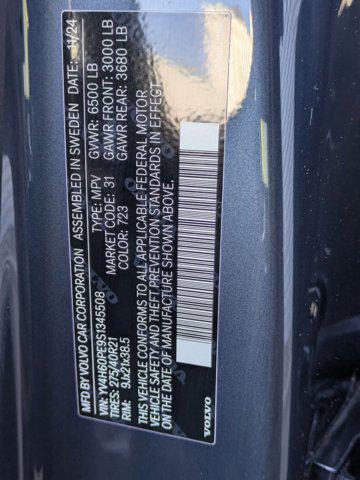 MFD BY VOLVO CAR CORPORATION ASSEMBLED IN SWEDEN DATE: 11/24
VIN: YV4H60PE9S1345508 TYPE: MPV GVWR: 6500 LB
TIRES: 275/40R21 MARKET CODE: 31 GAWR FRONT: 3000 LB
RIM: 9Jx21x38.5 COLOR: 723 GAWR REAR: 3680 LB
THIS VEHICLE CONFORMS TO ALL APPLICABLE FEDERAL MOTOR
VEHICLE SAFETY AND THEFT PREVENTION STANDARDS IN EFFECT
ON THE DATE OF MANUFACTURE SHOWN ABOVE.
VOLVO